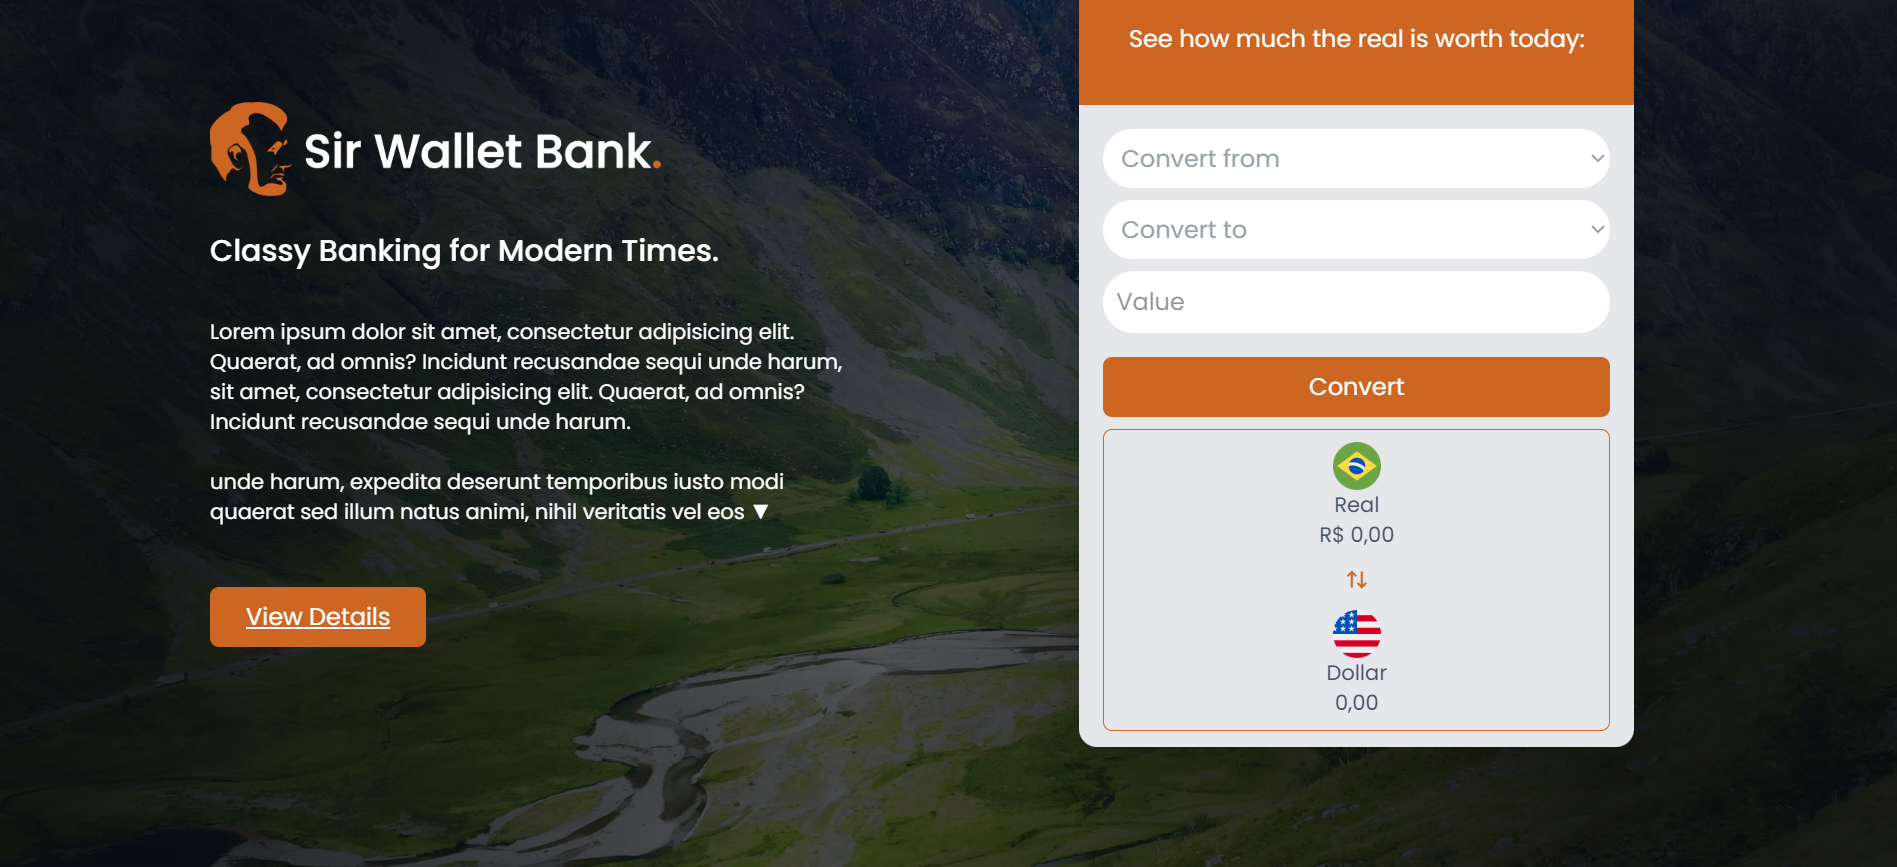 Sir Wallet Bank.
Classy Banking for Modern Times.
Lorem ipsum dolor sit amet, consectetur adipisicing elit.
Quaerat, ad omnis? Incidunt recusandae sequi unde harum,
sit amet, consectetur adipisicing elit. Quaerat, ad omnis?
Incidunt recusandae sequi unde harum.
unde harum, expedita deserunt temporibus iusto modi
quaerat sed illum natus animi, nihil veritatis vel eos ▼
View Details
See how much the real is worth today:
Convert from
Convert to
Value
Convert
Real
R$ 0,00
Dollar
0,00